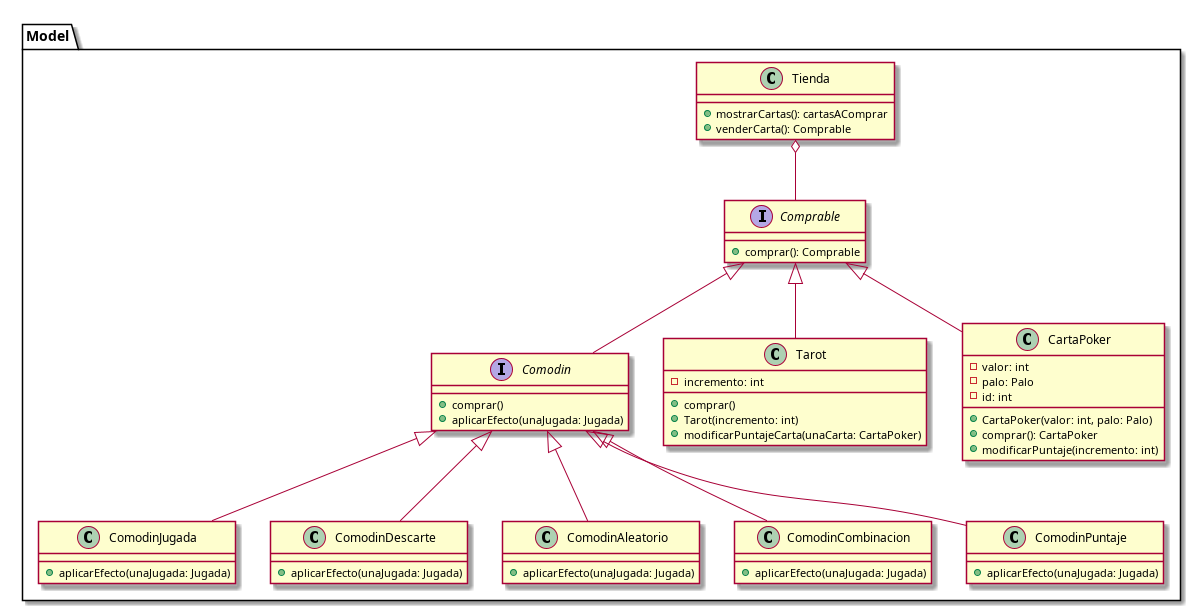 Model
C Tienda
mostrarCartas(): cartasAComprar
venderCarta(): Comprable
I Comprable
comprar(): Comprable
I Comodin
comprar()
aplicarEfecto(unaJugada: Jugada)
C Tarot
incremento: int
comprar()
Tarot(incremento: int)
modificarPuntajeCarta(unaCarta: CartaPoker)
C CartaPoker
valor: int
palo: Palo
id: int
CartaPoker(valor: int, palo: Palo)
comprar(): CartaPoker
modificarPuntaje(incremento: int)
C ComodinJugada
aplicarEfecto(unaJugada: Jugada)
C ComodinDescarte
aplicarEfecto(unaJugada: Jugada)
C ComodinAleatorio
aplicarEfecto(unaJugada: Jugada)
C ComodinCombinacion
aplicarEfecto(unaJugada: Jugada)
C ComodinPuntaje
aplicarEfecto(unaJugada: Jugada)